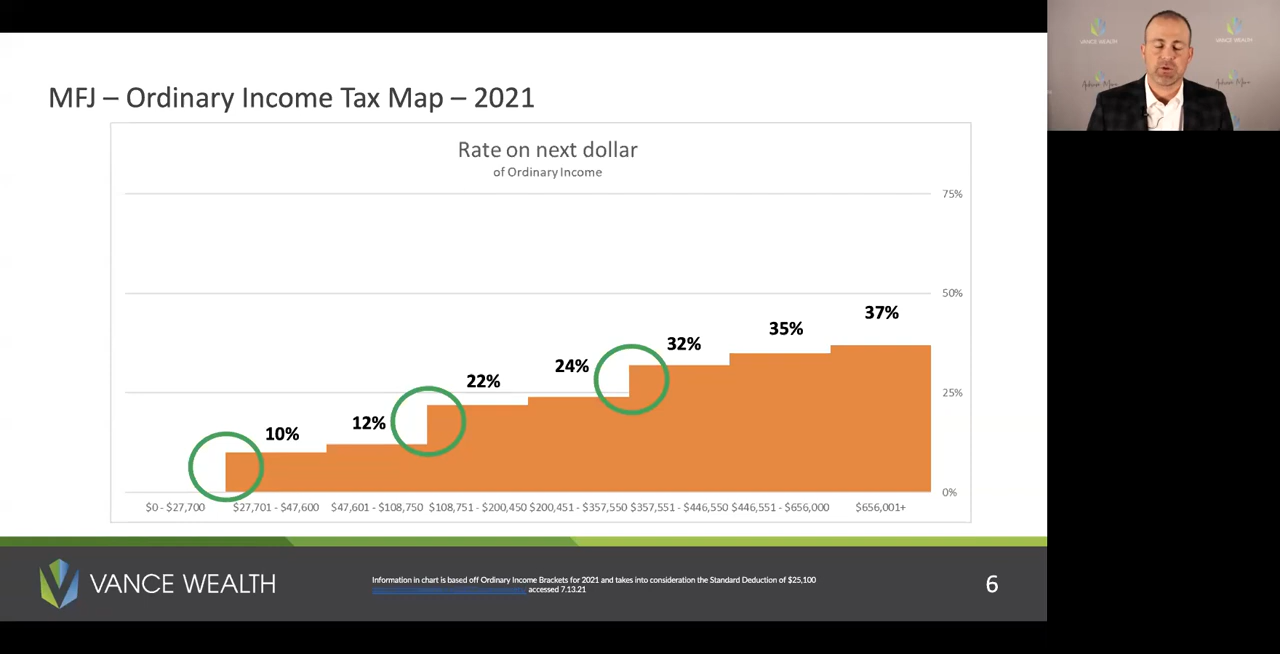 MFJ – Ordinary Income Tax Map – 2021
Rate on next dollar
of Ordinary Income
75%
50%
25%
0%
10%
12%
22%
24%
32%
35%
37%
$0 - $27,700
$27,701 - $47,600
$47,601 - $108,750
$108,751 - $200,450
$200,451 - $357,550
$357,551 - $446,550
$446,551 - $656,000
$656,001+
VANCE WEALTH
Information in chart is based off Ordinary Income Brackets for 2021 and takes into consideration the Standard Deduction of $25,100
accessed 7.13.21
6
VANCE WEALTH
VANCE WEALTH